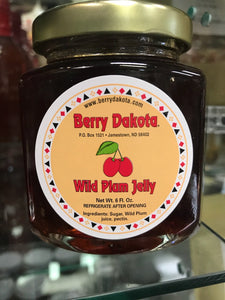 www.berrydakota.com
Berry Dakota
P.O. Box 1521 • Jamestown, ND 58402
Wild Plum Jelly
Net Wt. 6 Fl. Oz.
REFRIGERATE AFTER OPENING
Ingredients: Sugar, Wild Plum
juice, pectin.